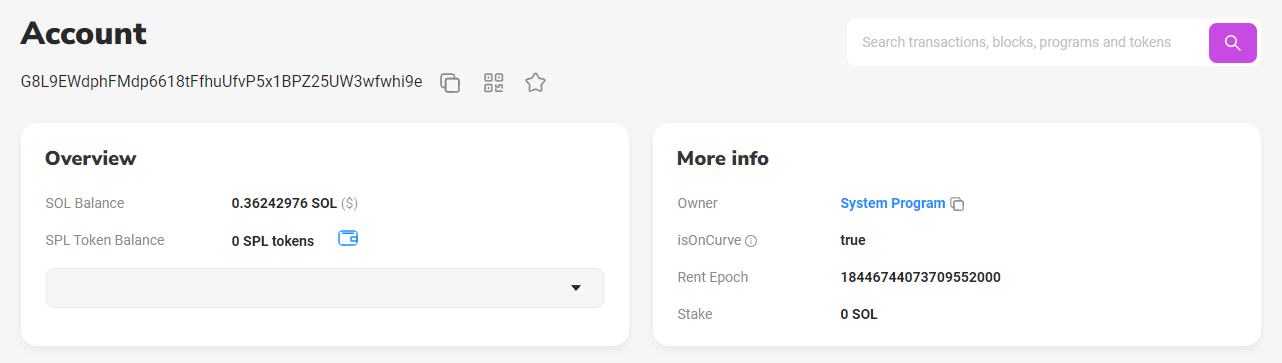 Account
Search transactions, blocks, programs and tokens
G8L9EWdphFMdp6618tFfhuUfvP5x1BPZ25UW3wfwhi9e
Overview
SOL Balance 0.36242976 SOL ($)
SPL Token Balance 0 SPL tokens
More info
Owner System Program
isOnCurve true
Rent Epoch 18446744073709552000
Stake 0 SOL